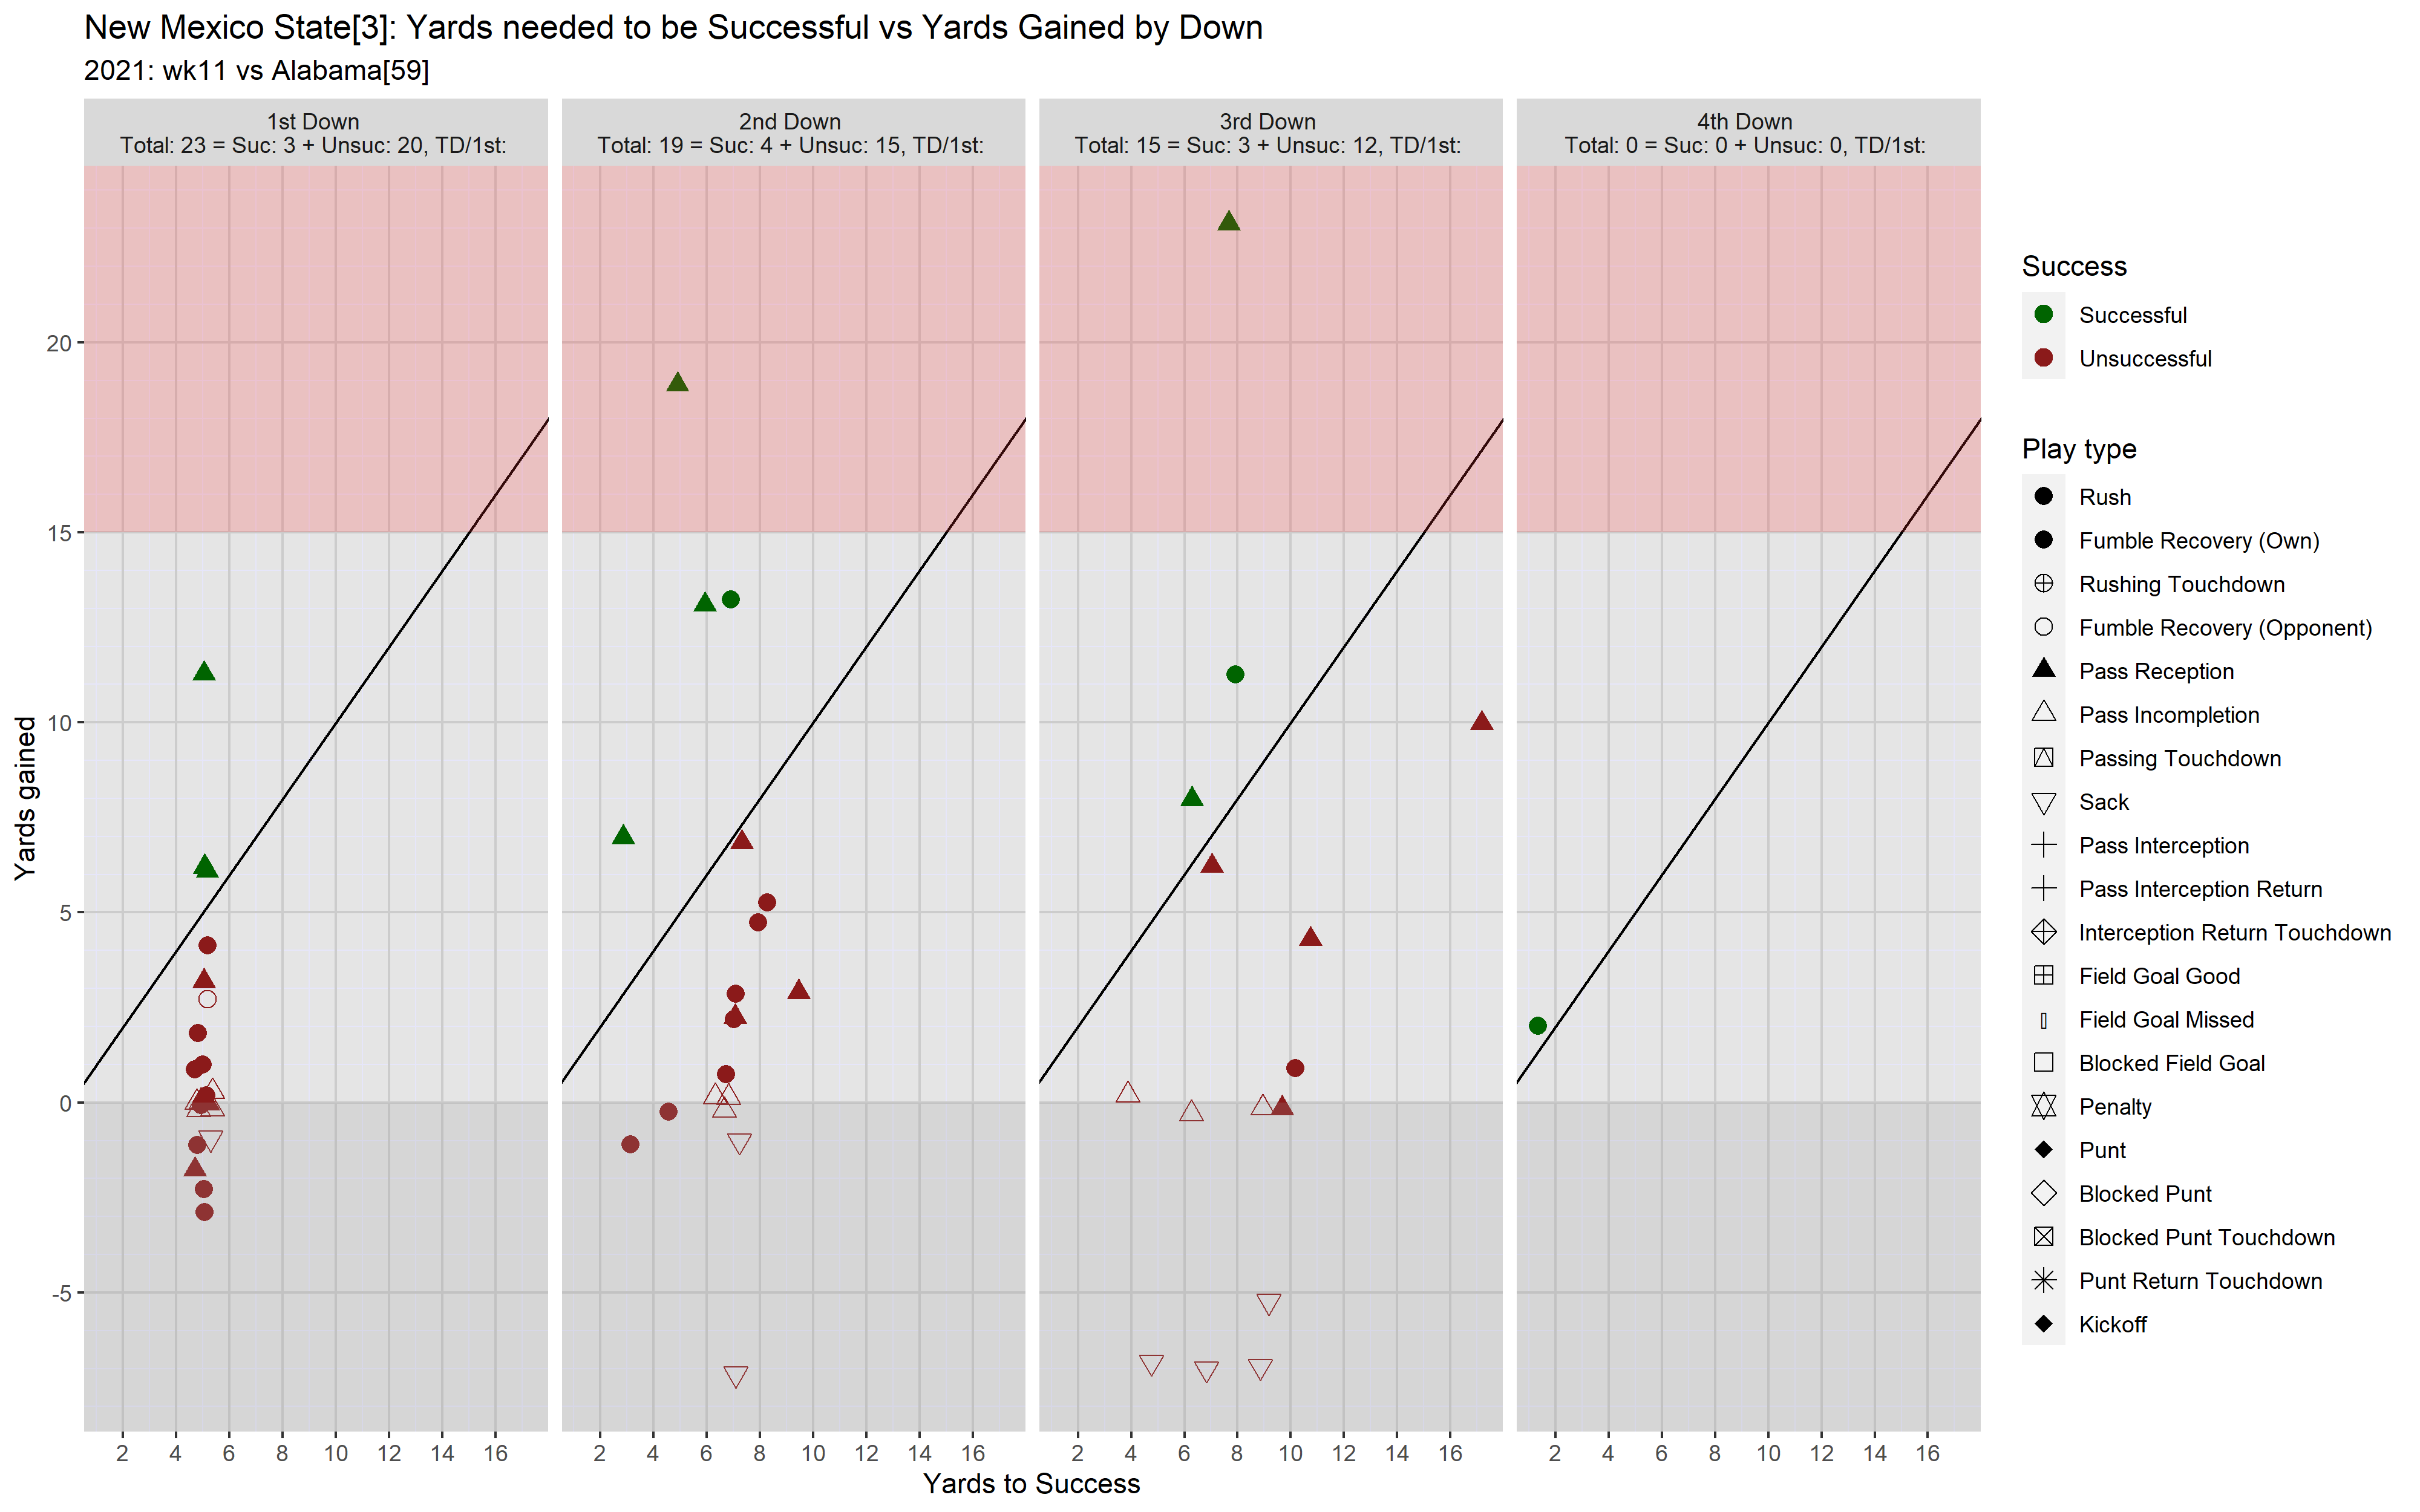 New Mexico State[3]: Yards needed to be Successful vs Yards Gained by Down
2021: wk11 vs Alabama[59]
1st Down
Total: 23 = Suc: 3 + Unsuc: 20, TD/1st:
2nd Down
Total: 19 = Suc: 4 + Unsuc: 15, TD/1st:
3rd Down
Total: 15 = Suc: 3 + Unsuc: 12, TD/1st:
4th Down
Total: 0 = Suc: 0 + Unsuc: 0, TD/1st:
Yards gained
20
15
10
5
0
-5
2 4 6 8 10 12 14 16
2 4 6 8 10 12 14 16
2 4 6 8 10 12 14 16
2 4 6 8 10 12 14 16
Yards to Success
Success
Successful
Unsuccessful
Play type
Rush
Fumble Recovery (Own)
Rushing Touchdown
Fumble Recovery (Opponent)
Pass Reception
Pass Incompletion
Passing Touchdown
Sack
Pass Interception
Pass Interception Return
Interception Return Touchdown
Field Goal Good
Field Goal Missed
Blocked Field Goal
Penalty
Punt
Blocked Punt
Blocked Punt Touchdown
Punt Return Touchdown
Kickoff